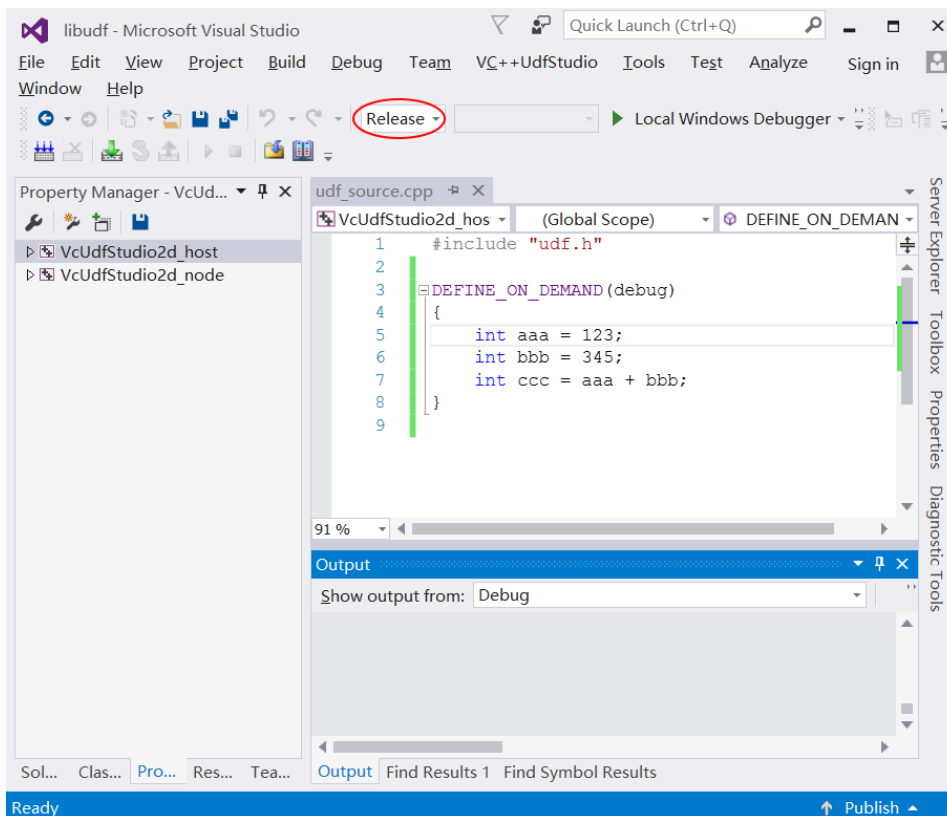 libudf - Microsoft Visual Studio
Quick Launch (Ctrl+Q)
File Edit View Project Build Debug Team VC++UdfStudio Tools Test Analyze Sign in
Window Help
Release
Local Windows Debugger
Property Manager - VcUd...
VcUdfStudio2d_host
VcUdfStudio2d_node
udf_source.cpp
VcUdfStudio2d_hos (Global Scope) DEFINE_ON_DEMAN
1 #include "udf.h"
2
3 DEFINE_ON_DEMAND(debug)
4 {
5 int aaa = 123;
6 int bbb = 345;
7 int ccc = aaa + bbb;
8 }
9
91 %
Output
Show output from: Debug
Sol... Clas... Pro... Res... Tea...
Output Find Results 1 Find Symbol Results
Server Explorer
Toolbox
Properties
Diagnostic Tools
Ready
Publish